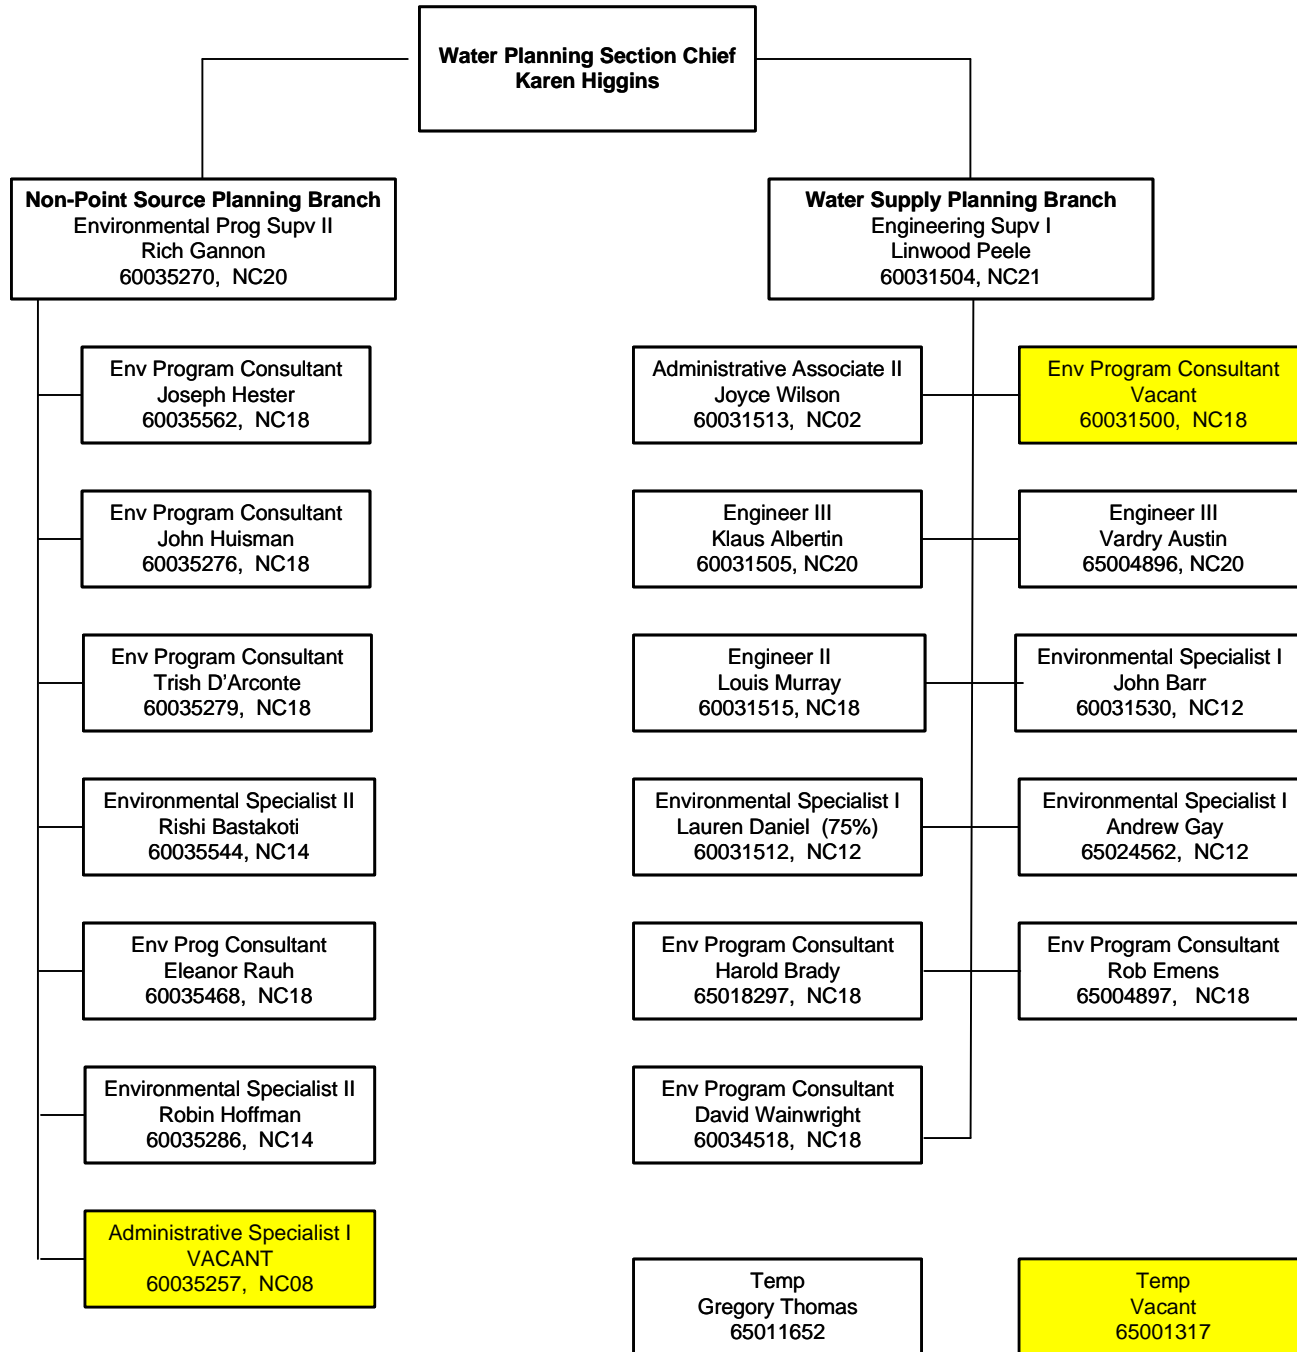 Water Planning Section Chief
Karen Higgins
Non-Point Source Planning Branch
Environmental Prog Supv II
Rich Gannon
60035270, NC20
Water Supply Planning Branch
Engineering Supv I
Linwood Peele
60031504, NC21
Env Program Consultant
Joseph Hester
60035562, NC18
Administrative Associate II
Joyce Wilson
60031513, NC02
Env Program Consultant
Vacant
60031500, NC18
Env Program Consultant
John Huisman
60035276, NC18
Engineer III
Klaus Albertin
60031505, NC20
Engineer III
Vardry Austin
65004896, NC20
Env Program Consultant
Trish D'Arconte
60035279, NC18
Engineer II
Louis Murray
60031515, NC18
Environmental Specialist I
John Barr
60031530, NC12
Environmental Specialist II
Rishi Bastakoti
60035544, NC14
Environmental Specialist I
Lauren Daniel (75%)
60031512, NC12
Environmental Specialist I
Andrew Gay
65024562, NC12
Env Prog Consultant
Eleanor Rauh
60035468, NC18
Env Program Consultant
Harold Brady
65018297, NC18
Env Program Consultant
Rob Emens
65004897, NC18
Environmental Specialist II
Robin Hoffman
60035286, NC14
Env Program Consultant
David Wainwright
60034518, NC18
Administrative Specialist I
VACANT
60035257, NC08
Temp
Gregory Thomas
65011652
Temp
Vacant
65001317